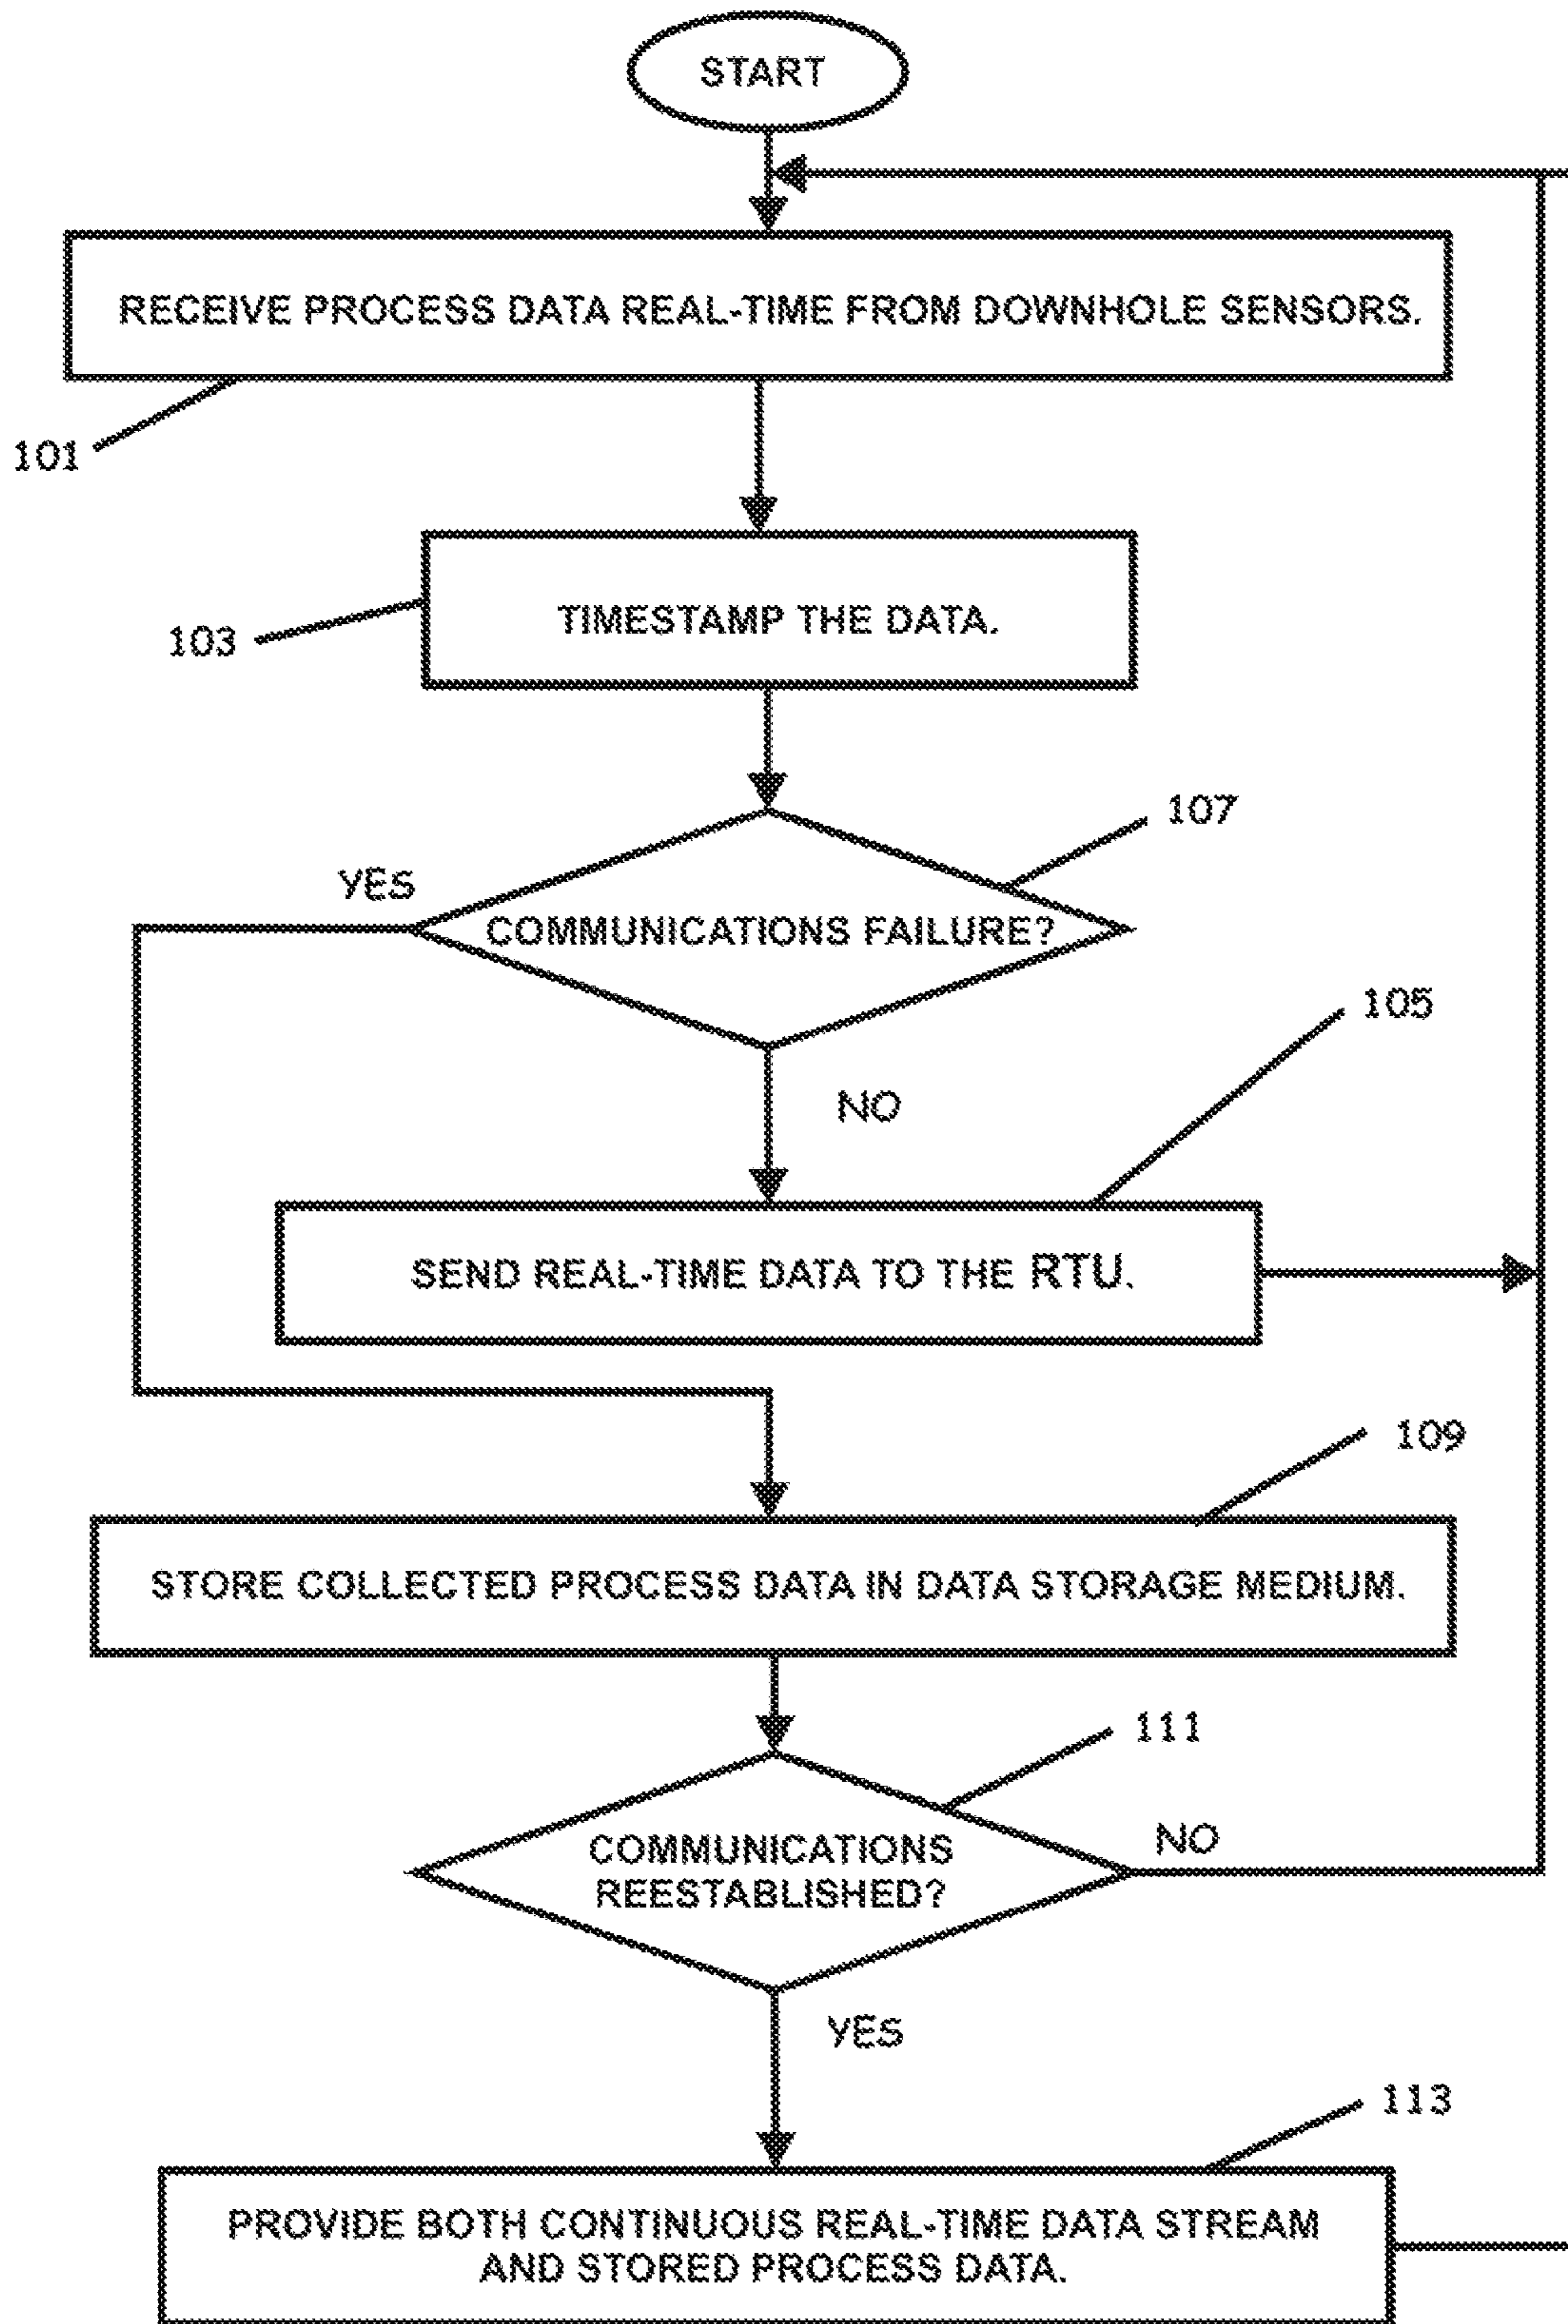 START
RECEIVE PROCESS DATA REAL-TIME FROM DOWNHOLE SENSORS.
101
TIMESTAMP THE DATA.
103
107
YES
COMMUNICATIONS FAILURE?
105
NO
SEND REAL-TIME DATA TO THE RTU.
109
STORE COLLECTED PROCESS DATA IN DATA STORAGE MEDIUM.
111
NO
COMMUNICATIONS
REESTABLISHED?
YES
113
PROVIDE BOTH CONTINUOUS REAL-TIME DATA STREAM
AND STORED PROCESS DATA.